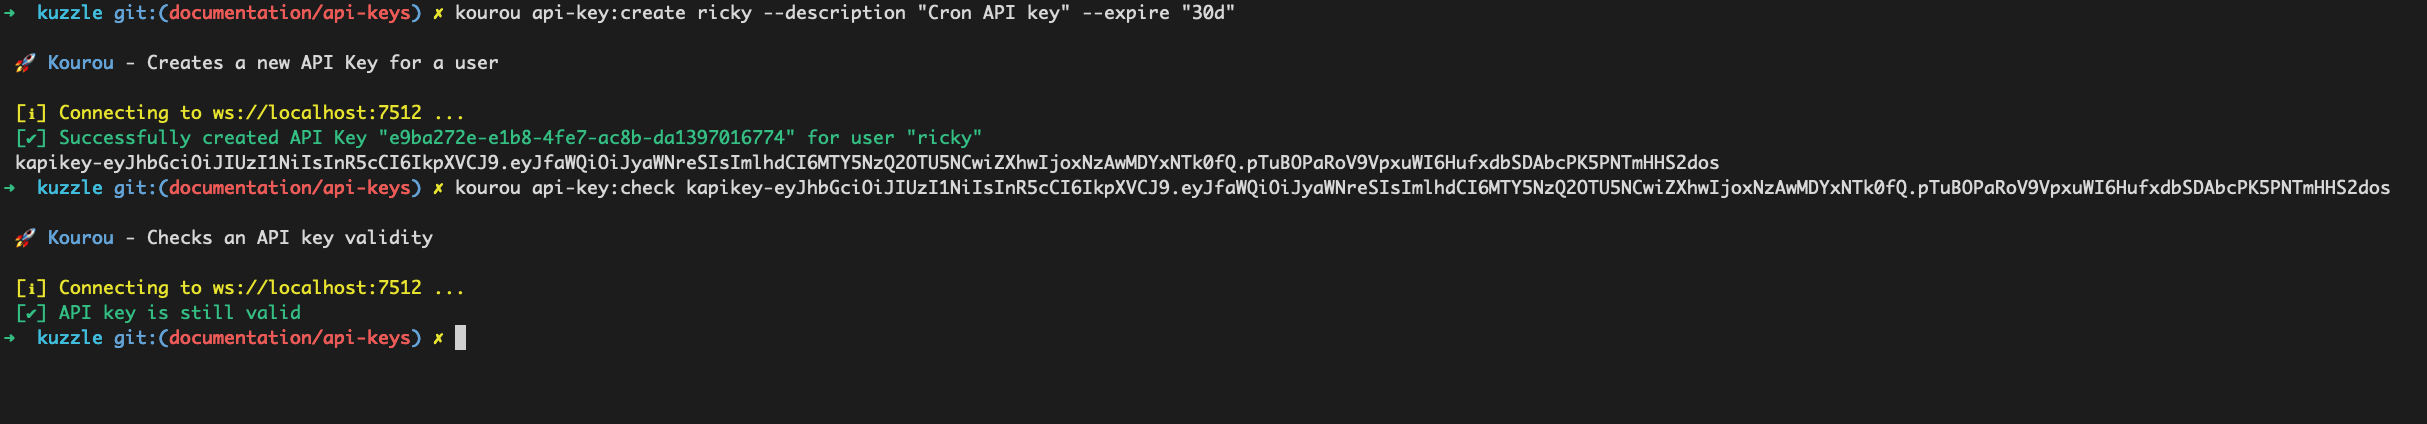 ➜  kuzzle git:(documentation/api-keys) ✗ kourou api-key:create ricky --description "Cron API key" --expire "30d"
🚀 Kourou - Creates a new API Key for a user
[ℹ] Connecting to ws://localhost:7512 ...
[✔] Successfully created API Key "e9ba272e-e1b8-4fe7-ac8b-da1397016774" for user "ricky"
kapikey-eyJhbGciOiJIUzI1NiIsInR5cCI6IkpXVCJ9.eyJfaWQiOiJyaWNreSIsImlhdCI6MTY5NzQ2OTU5NCwiZXhwIjoxNzAwMDYxNTk0fQ.pTuBOPaRoV9VpxuWI6HufxdbSDAbcPK5PNTmHHS2dos
➜  kuzzle git:(documentation/api-keys) ✗ kourou api-key:check kapikey-eyJhbGciOiJIUzI1NiIsInR5cCI6IkpXVCJ9.eyJfaWQiOiJyaWNreSIsImlhdCI6MTY5NzQ2OTU5NCwiZXhwIjoxNzAwMDYxNTk0fQ.pTuBOPaRoV9VpxuWI6HufxdbSDAbcPK5PNTmHHS2dos
🚀 Kourou - Checks an API key validity
[ℹ] Connecting to ws://localhost:7512 ...
[✔] API key is still valid
➜  kuzzle git:(documentation/api-keys) ✗